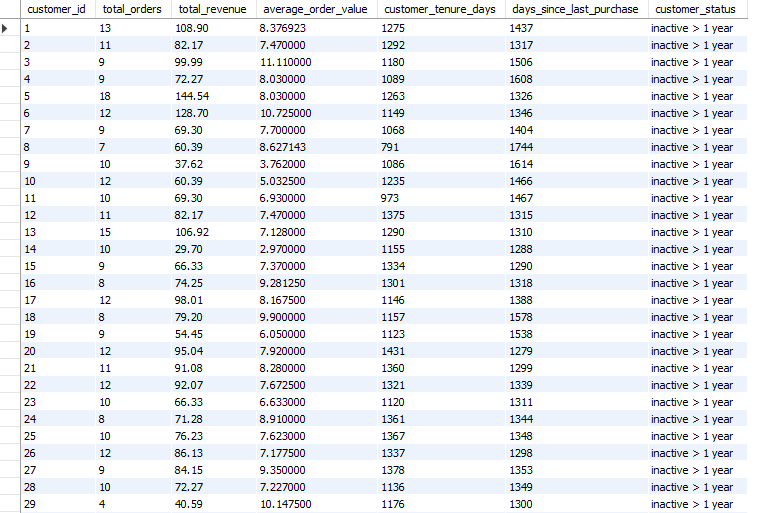 customer_id total_orders total_revenue average_order_value customer_tenure_days days_since_last_purchase customer_status
1 13 108.90 8.376923 1275 1437 inactive > 1 year
2 11 82.17 7.470000 1292 1317 inactive > 1 year
3 9 99.99 11.110000 1180 1506 inactive > 1 year
4 9 72.27 8.030000 1089 1608 inactive > 1 year
5 18 144.54 8.030000 1263 1326 inactive > 1 year
6 12 128.70 10.725000 1149 1346 inactive > 1 year
7 9 69.30 7.700000 1068 1404 inactive > 1 year
8 7 60.39 8.627143 791 1744 inactive > 1 year
9 10 37.62 3.762000 1086 1614 inactive > 1 year
10 12 60.39 5.032500 1235 1466 inactive > 1 year
11 10 69.30 6.930000 973 1467 inactive > 1 year
12 11 82.17 7.470000 1375 1315 inactive > 1 year
13 15 106.92 7.128000 1290 1310 inactive > 1 year
14 10 29.70 2.970000 1155 1288 inactive > 1 year
15 9 66.33 7.370000 1334 1290 inactive > 1 year
16 8 74.25 9.281250 1301 1318 inactive > 1 year
17 12 98.01 8.167500 1146 1388 inactive > 1 year
18 8 79.20 9.900000 1157 1578 inactive > 1 year
19 9 54.45 6.050000 1123 1538 inactive > 1 year
20 12 95.04 7.920000 1431 1279 inactive > 1 year
21 11 91.08 8.280000 1360 1299 inactive > 1 year
22 12 92.07 7.672500 1321 1339 inactive > 1 year
23 10 66.33 6.633000 1120 1311 inactive > 1 year
24 8 71.28 8.910000 1361 1344 inactive > 1 year
25 10 76.23 7.623000 1367 1348 inactive > 1 year
26 12 86.13 7.177500 1337 1298 inactive > 1 year
27 9 84.15 9.350000 1378 1353 inactive > 1 year
28 10 72.27 7.227000 1136 1349 inactive > 1 year
29 4 40.59 10.147500 1176 1300 inactive > 1 year